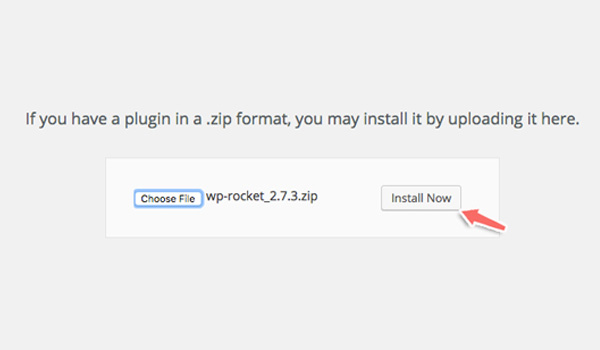 If you have a plugin in a .zip format, you may install it by uploading it here.
Choose File wp-rocket_2.7.3.zip Install Now